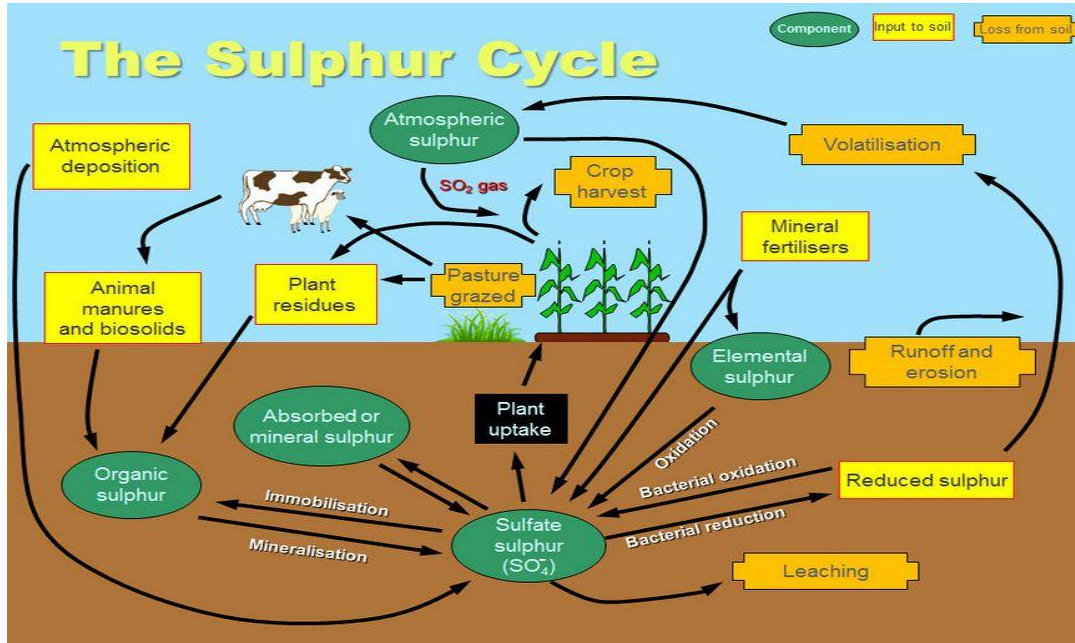 Component
Input to soil
Loss from soil
The Sulphur Cycle
Atmospheric
deposition
Atmospheric
sulphur
Volatilisation
SO₂ gas
Crop
harvest
Mineral
fertilisers
Animal
manures
and biosolids
Plant
residues
Pasture
grazed
Elemental
sulphur
Runoff and
erosion
Absorbed or
mineral sulphur
Plant
uptake
Oxidation
Organic
sulphur
Immobilisation
Mineralisation
Bacterial oxidation
Reduced sulphur
Bacterial reduction
Sulfate
sulphur
(SO₄⁻)
Leaching